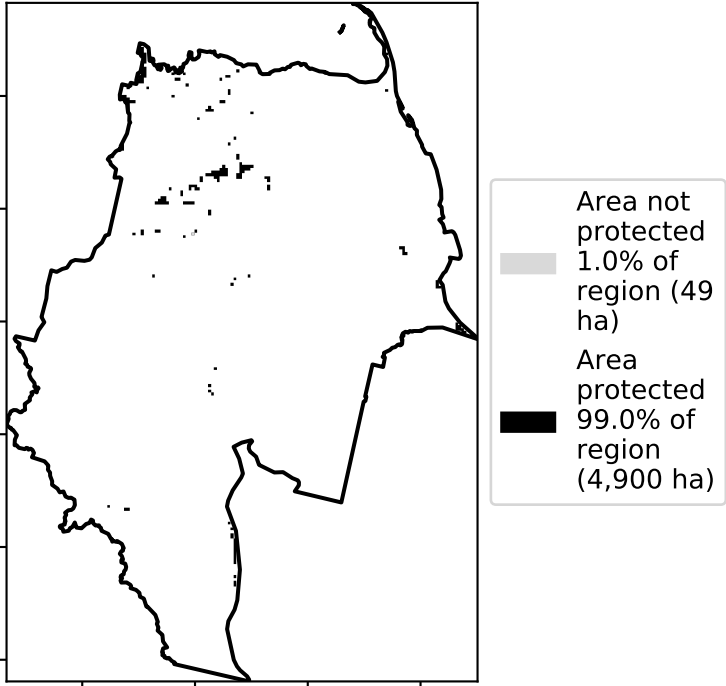 Area not
protected
1.0% of
region (49
ha)
Area
protected
99.0% of
region
(4,900 ha)